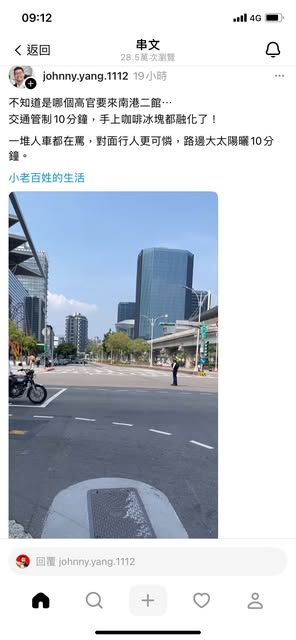 09:12
4G
返回
串文
28.5萬次瀏覽
johnny.yang.1112 19小時
不知道是哪個高官要來南港二館⋯
交通管制10分鐘，手上咖啡冰塊都融化了！
一堆人車都在罵，對面行人更可憐，路邊大太陽曬10分
鐘。
小老百姓的生活
回覆 johnny.yang.1112